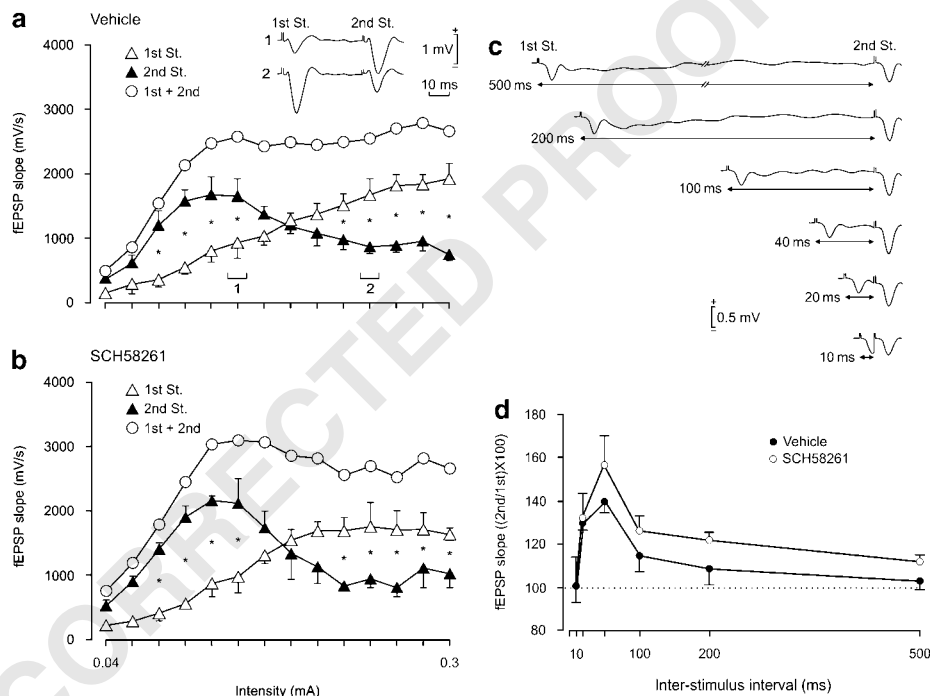 a Vehicle
4000
3000
2000
1000
0
fEPSP slope (mV/s)
1st St.
2nd St.
1st + 2nd
1st St. 2nd St.
1
2
+
1 mV
–
10 ms
* * * * * * * *
1 2
b SCH58261
4000
3000
2000
1000
0
fEPSP slope (mV/s)
1st St.
2nd St.
1st + 2nd
* * * * * * * * *
0.04 0.3
Intensity (mA)
c
1st St. 2nd St.
500 ms
200 ms
100 ms
40 ms
20 ms
10 ms
+
0.5 mV
–
d
180
160
140
120
100
80
fEPSP slope ((2nd/1st)X100)
Vehicle
SCH58261
10 100 200 500
Inter-stimulus interval (ms)
CORRECTED PROOF